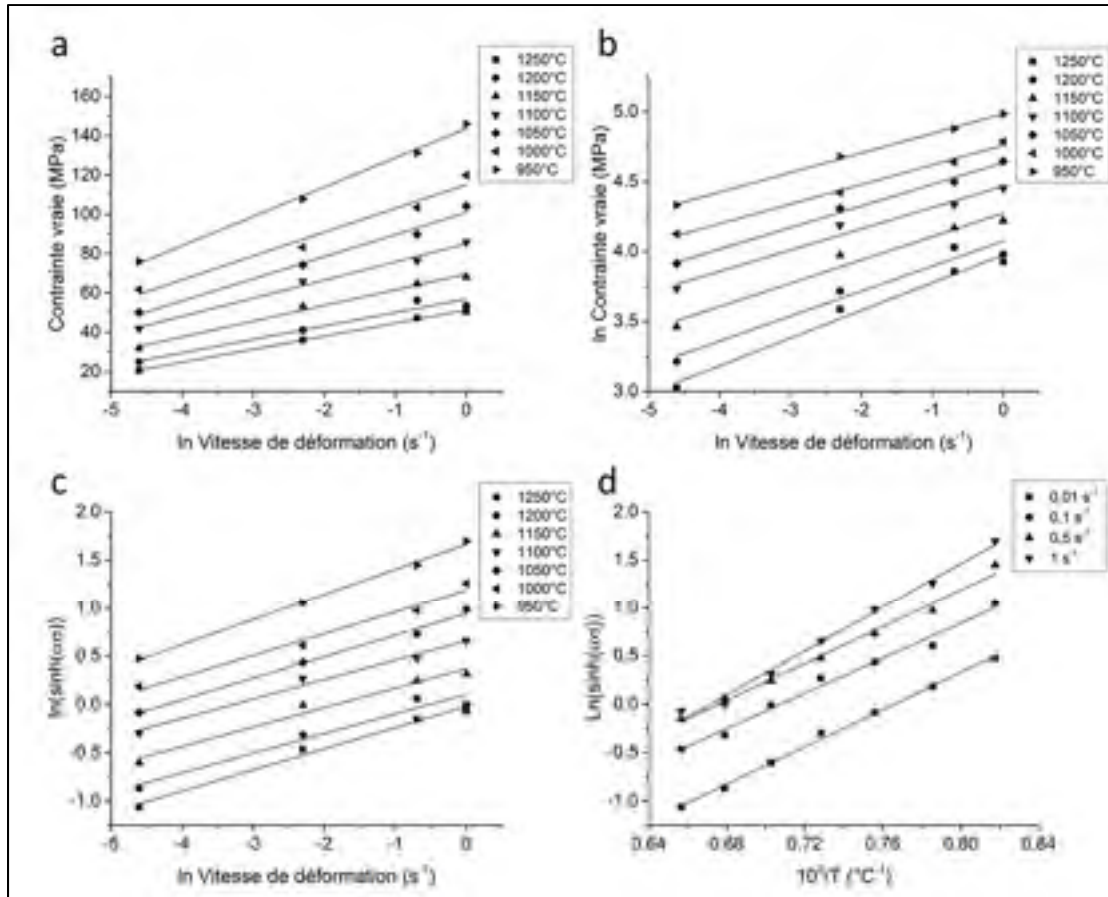 a
Contrainte vraie (MPa)
160
140
120
100
80
60
40
20
-5
-4
-3
-2
-1
0
ln Vitesse de déformation (s⁻¹)
1250°C
1200°C
1150°C
1100°C
1050°C
1000°C
950°C
b
ln Contrainte vraie (MPa)
5.0
4.5
4.0
3.5
3.0
-5
-4
-3
-2
-1
0
ln Vitesse de déformation (s⁻¹)
1250°C
1200°C
1150°C
1100°C
1050°C
1000°C
950°C
c
ln(sinh(ασ))
2.0
1.5
1.0
0.5
0.0
-0.5
-1.0
-5
-4
-3
-2
-1
0
ln Vitesse de déformation (s⁻¹)
1250°C
1200°C
1150°C
1100°C
1050°C
1000°C
950°C
d
Ln(sinh(ασ))
2.0
1.5
1.0
0.5
0.0
-0.5
-1.0
0.64
0.68
0.72
0.76
0.80
0.84
10³/T (°C⁻¹)
0,01 s⁻¹
0,1 s⁻¹
0,5 s⁻¹
1 s⁻¹